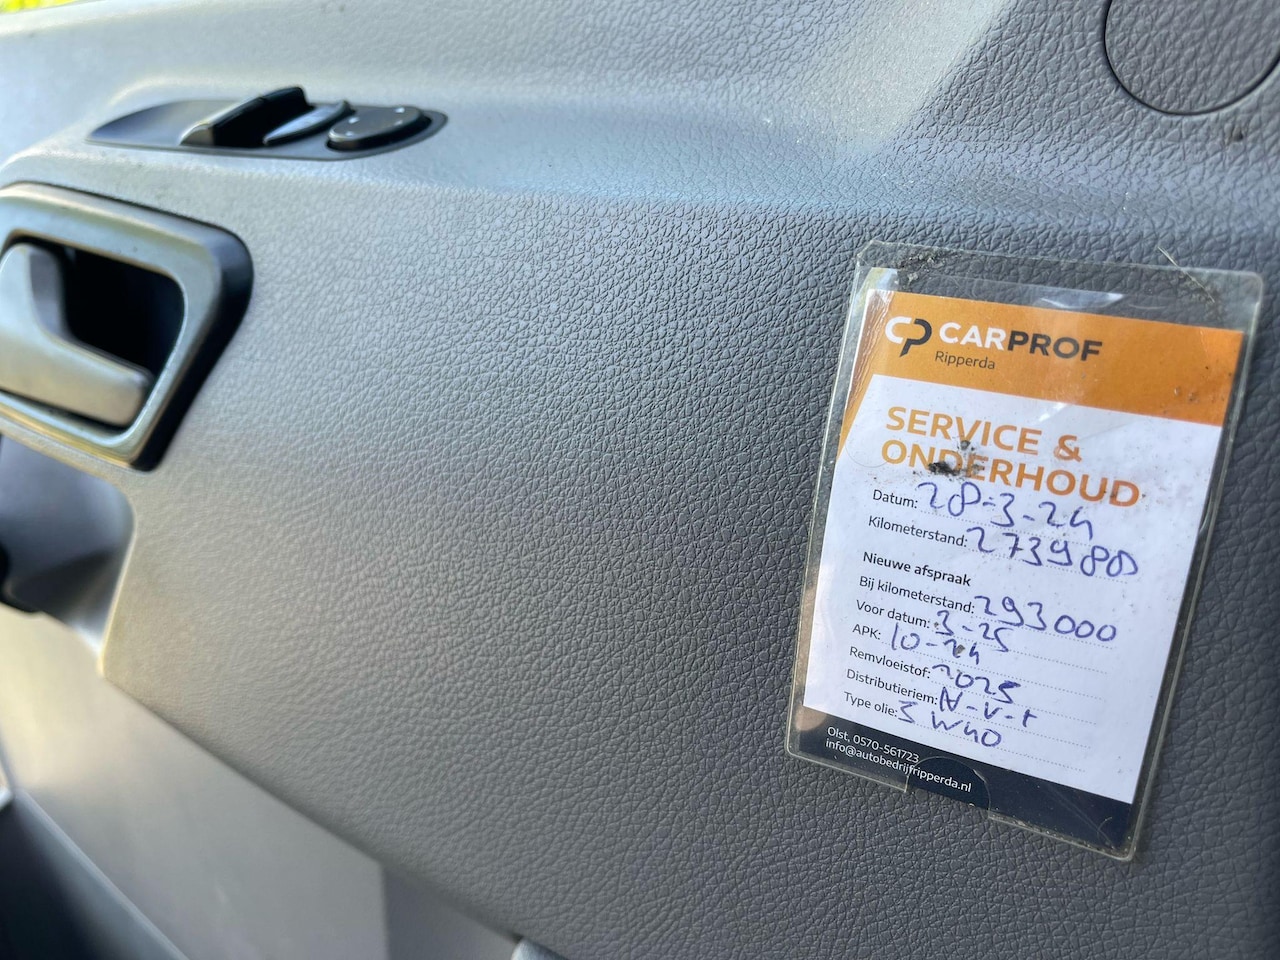 CP CARPROF
Ripperda
SERVICE &
ONDERHOUD
Datum: 28-3-24
Kilometerstand: 273980
Nieuwe afspraak
Bij kilometerstand: 293000
Voor datum: 3-25
APK: 10-24
Remvloeistof: 2025
Distributieriem: N-v-t
Type olie: 5W40
Olst, 0570-561723
info@autobedrijfripperda.nl